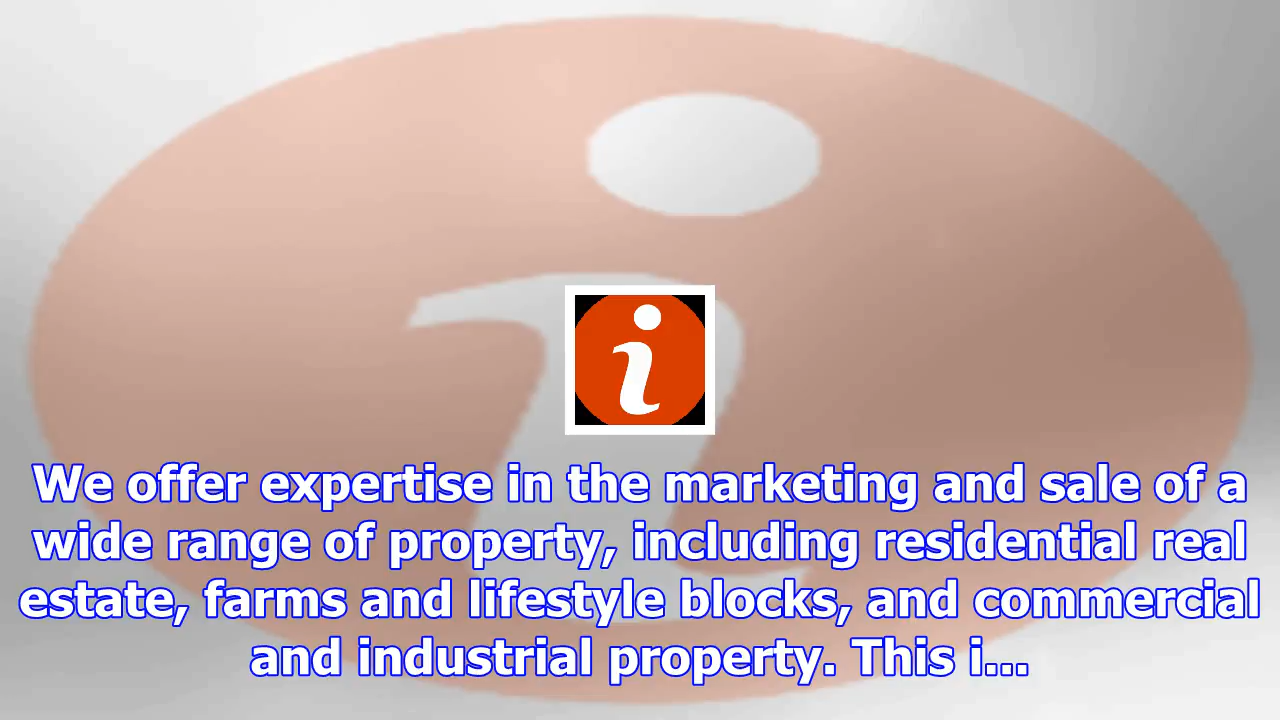 i
We offer expertise in the marketing and sale of a
wide range of property, including residential real
estate, farms and lifestyle blocks, and commercial
and industrial property. This i...